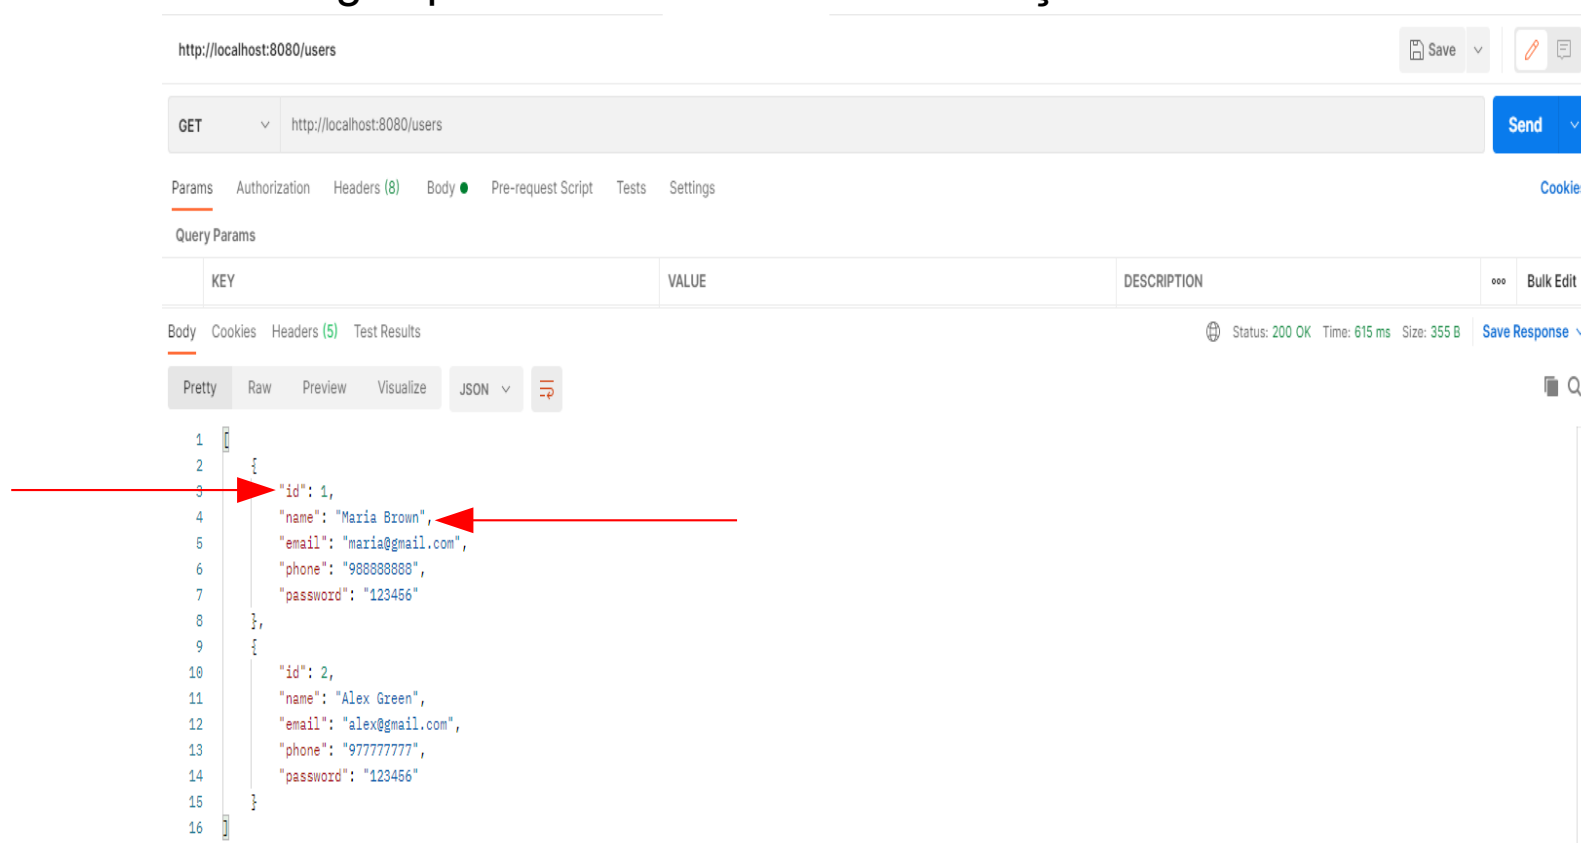 http://localhost:8080/users
Save
GET http://localhost:8080/users Send
Params Authorization Headers (8) Body Pre-request Script Tests Settings Cookies
Query Params
KEY VALUE DESCRIPTION ooo Bulk Edit
Body Cookies Headers (5) Test Results Status: 200 OK Time: 615 ms Size: 355 B Save Response
Pretty Raw Preview Visualize JSON
1 [
2 {
3 "id": 1,
4 "name": "Maria Brown",
5 "email": "maria@gmail.com",
6 "phone": "988888888",
7 "password": "123456"
8 },
9 {
10 "id": 2,
11 "name": "Alex Green",
12 "email": "alex@gmail.com",
13 "phone": "977777777",
14 "password": "123456"
15 }
16 ]